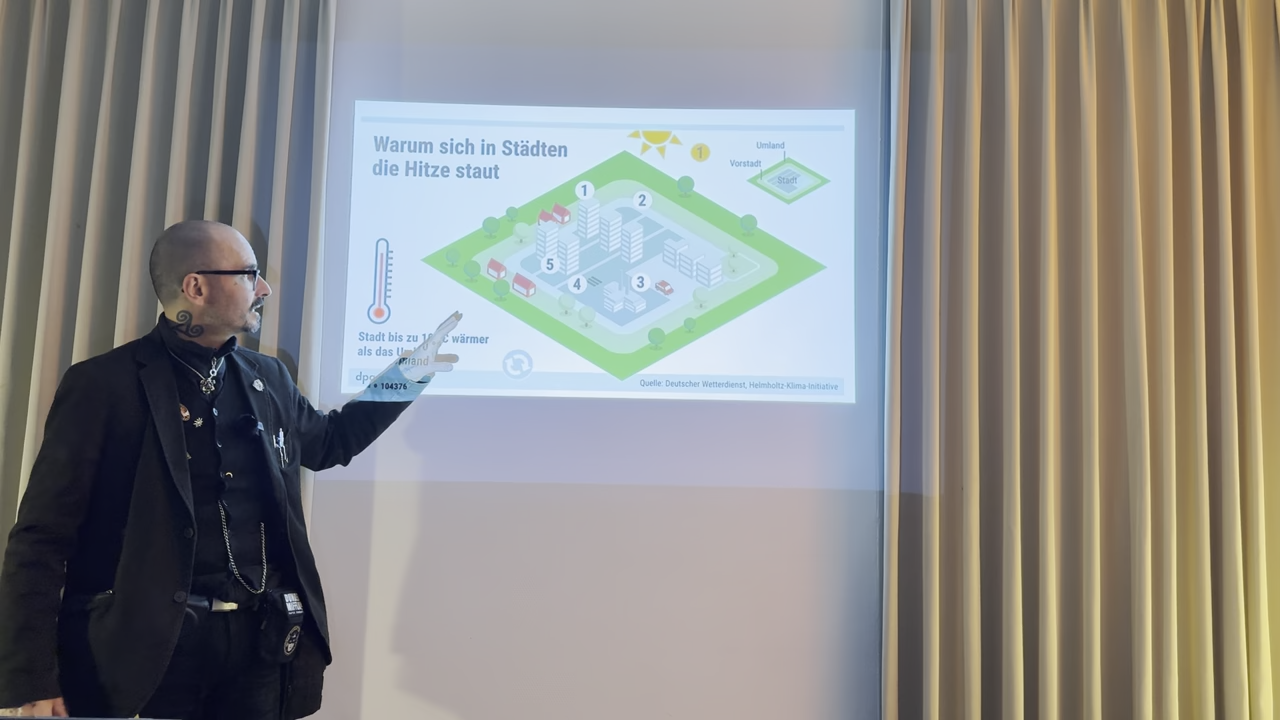 Warum sich in Städten
die Hitze staut
1
Umland
Vorstadt
Stadt
1
2
5
4
3
Stadt bis zu wärmer
als das
104376
Quelle: Deutscher Wetterdienst, Helmholtz-Klima-Initiative